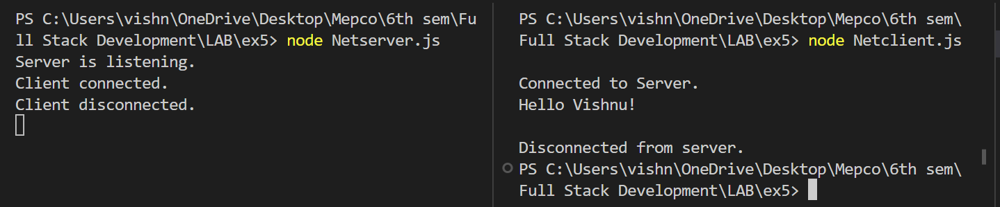 PS C:\Users\vishn\OneDrive\Desktop\Mepco\6th sem\Fu
ll Stack Development\LAB\ex5> node Netserver.js
Server is listening.
Client connected.
Client disconnected.
PS C:\Users\vishn\OneDrive\Desktop\Mepco\6th sem\
Full Stack Development\LAB\ex5> node Netclient.js
Connected to Server.
Hello Vishnu!
Disconnected from server.
PS C:\Users\vishn\OneDrive\Desktop\Mepco\6th sem\
Full Stack Development\LAB\ex5>